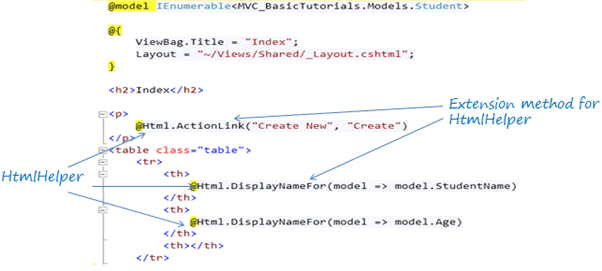 @model IEnumerable<MVC_BasicTutorials.Models.Student>
@{
ViewBag.Title = "Index";
Layout = "~/Views/Shared/_Layout.cshtml";
}
<h2>Index</h2>
<p>
@Html.ActionLink("Create New", "Create")
</p>
<table class="table">
<tr>
<th>
@Html.DisplayNameFor(model => model.StudentName)
</th>
<th>
@Html.DisplayNameFor(model => model.Age)
</th>
<th></th>
</tr>
Extension method for
HtmlHelper
HtmlHelper